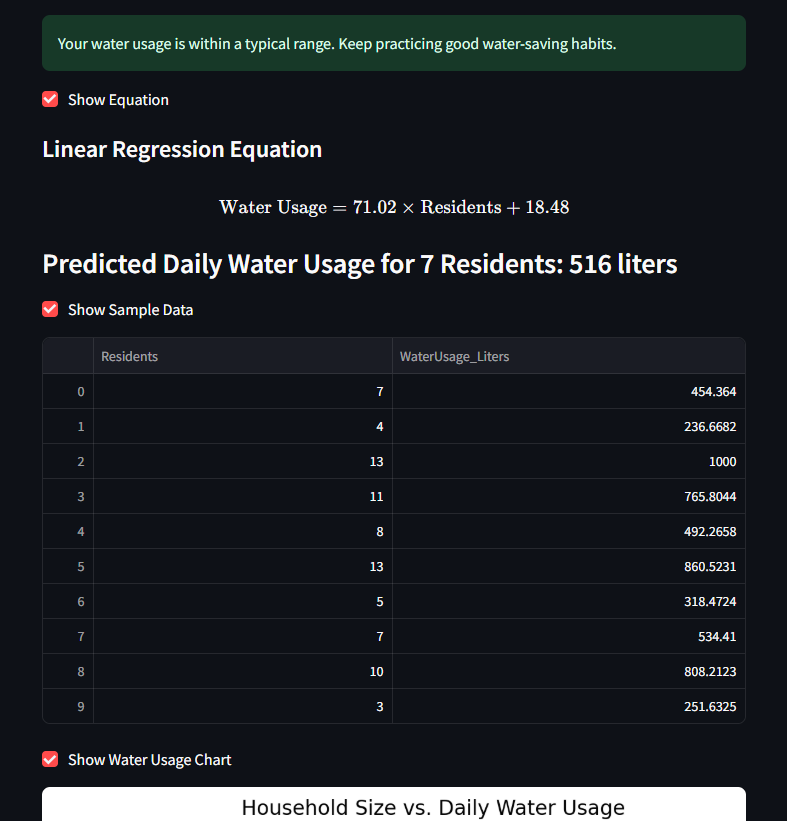 Your water usage is within a typical range. Keep practicing good water-saving habits.
Show Equation
Linear Regression Equation
Water Usage = 71.02 × Residents + 18.48
Predicted Daily Water Usage for 7 Residents: 516 liters
Show Sample Data
Residents WaterUsage_Liters
0 7 454.364
1 4 236.6682
2 13 1000
3 11 765.8044
4 8 492.2658
5 13 860.5231
6 5 318.4724
7 7 534.41
8 10 808.2123
9 3 251.6325
Show Water Usage Chart
Household Size vs. Daily Water Usage